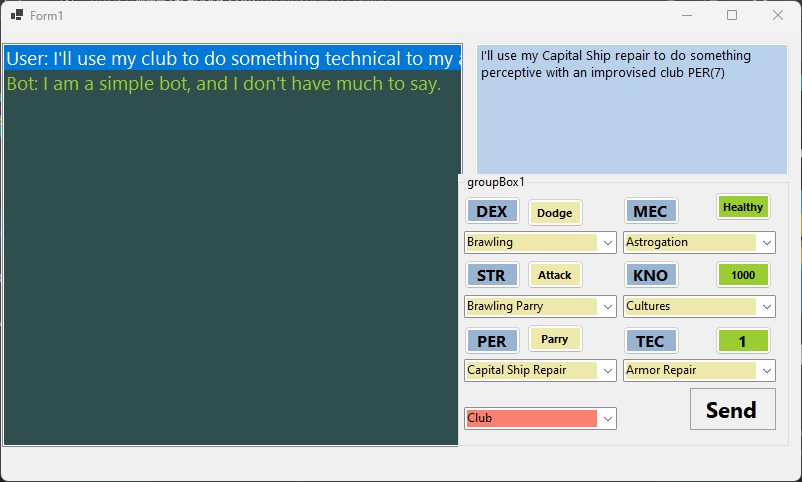 Form1
User: I'll use my club to do something technical to my
Bot: I am a simple bot, and I don't have much to say.
I'll use my Capital Ship repair to do something
perceptive with an improvised club PER(7)
groupBox1
DEX Dodge MEC Healthy
Brawling Astrogation
STR Attack KNO 1000
Brawling Parry Cultures
PER Parry TEC 1
Capital Ship Repair Armor Repair
Club Send